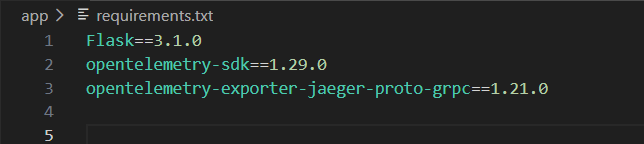 app > requirements.txt
1 Flask==3.1.0
2 opentelemetry-sdk==1.29.0
3 opentelemetry-exporter-jaeger-proto-grpc==1.21.0
4
5